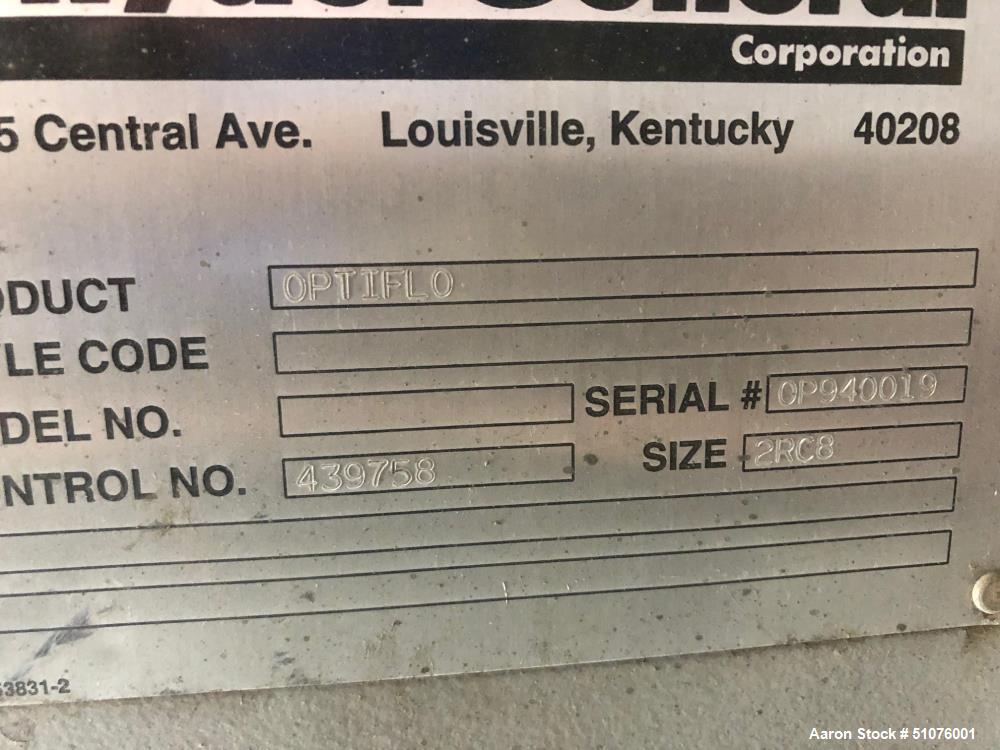 Corporation
5 Central Ave. Louisville, Kentucky 40208
DUCT OPTIFLO
LE CODE
DEL NO. SERIAL # OP940019
NTROL NO. 439758 SIZE 2RC8
3831-2
Aaron Stock # 51076001